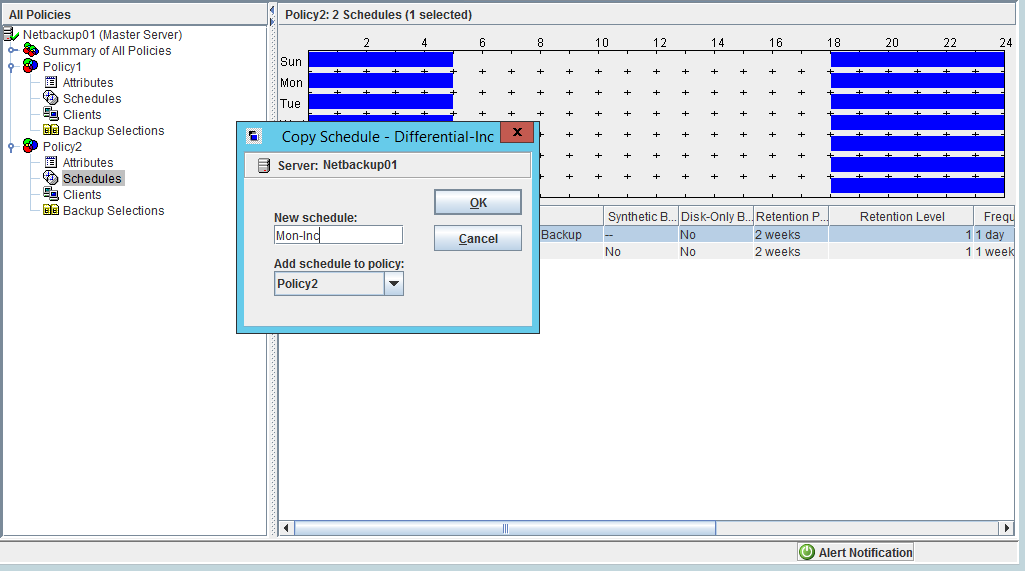 All Policies
Netbackup01 (Master Server)
Summary of All Policies
Policy1
Attributes
Schedules
Clients
Backup Selections
Policy2
Attributes
Schedules
Clients
Backup Selections
Policy2: 2 Schedules (1 selected)
2 4 6 8 10 12 14 16 18 20 22 24
Sun
Mon
Tue
Copy Schedule - Differential-Inc x
Server: Netbackup01
New schedule:
Mon-Inc
Add schedule to policy:
Policy2
OK
Cancel
Synthetic B... Disk-Only B... Retention P... Retention Level Frequ
Backup -- No 2 weeks 1 1 day
No No 2 weeks 1 1 week
Alert Notification